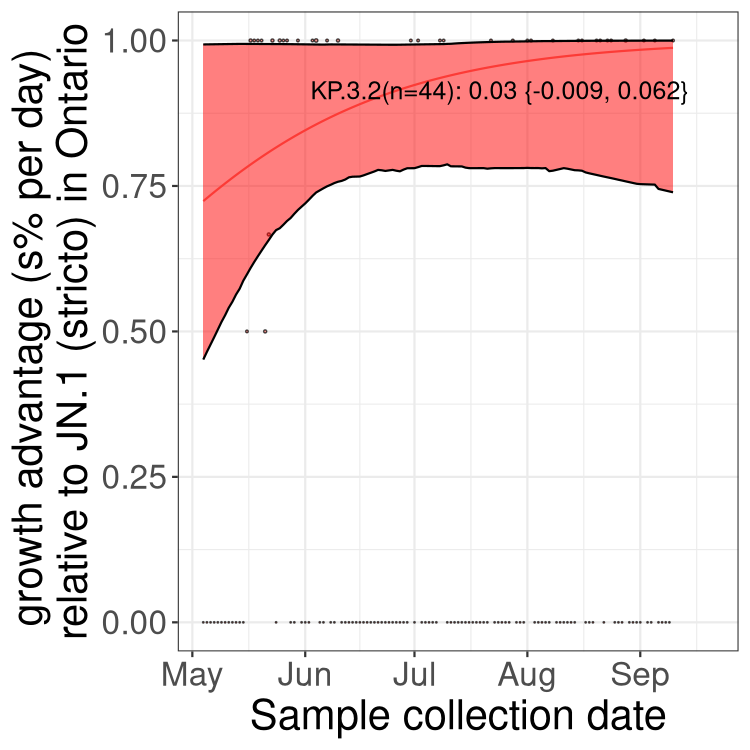 growth advantage (s% per day)
relative to JN.1 (stricto) in Ontario
1.00
0.75
0.50
0.25
0.00
KP.3.2(n=44): 0.03 {-0.009, 0.062}
May Jun Jul Aug Sep
Sample collection date